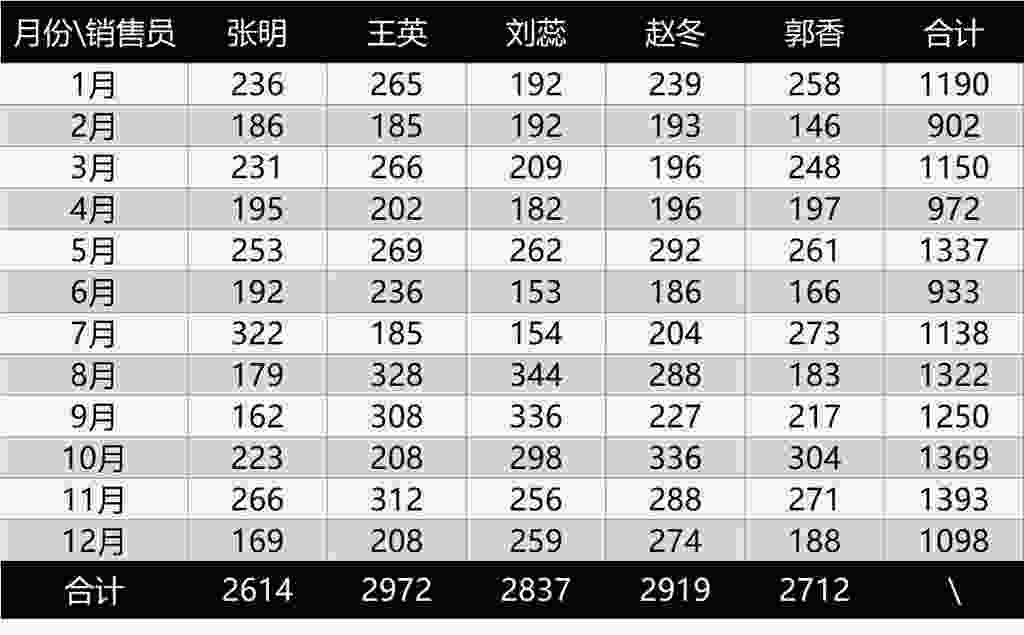 月份\销售员 张明 王英 刘蕊 赵冬 郭香 合计
1月 236 265 192 239 258 1190
2月 186 185 192 193 146 902
3月 231 266 209 196 248 1150
4月 195 202 182 196 197 972
5月 253 269 262 292 261 1337
6月 192 236 153 186 166 933
7月 322 185 154 204 273 1138
8月 179 328 344 288 183 1322
9月 162 308 336 227 217 1250
10月 223 208 298 336 304 1369
11月 266 312 256 288 271 1393
12月 169 208 259 274 188 1098
合计 2614 2972 2837 2919 2712 \